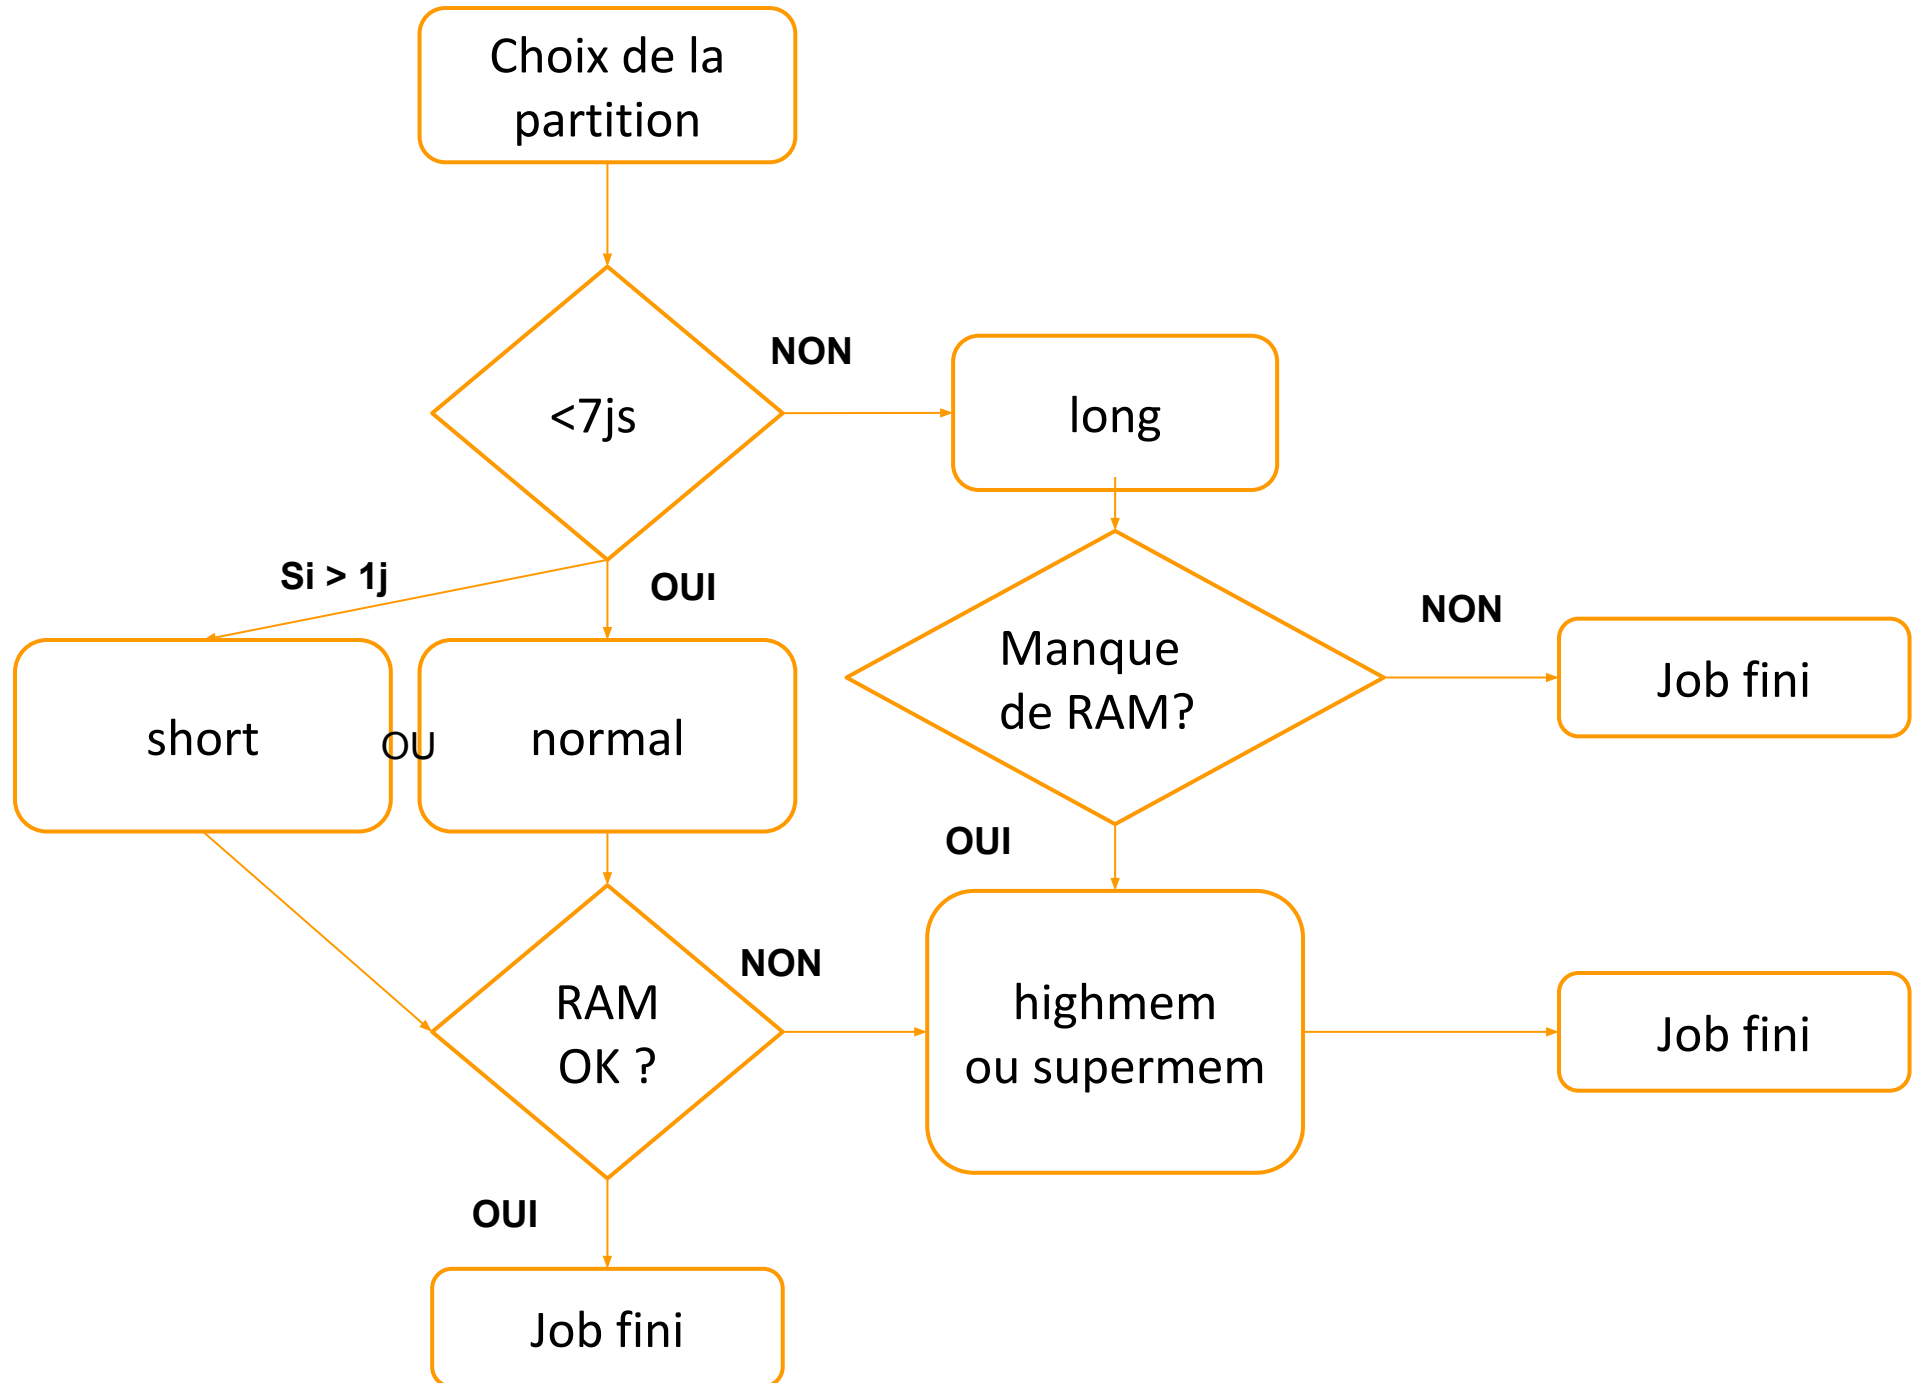 Choix de la
partition
<7js
NON
long
Si > 1j
OUI
short
OU
normal
Manque
de RAM?
NON
Job fini
OUI
RAM
OK ?
NON
highmem
ou supermem
Job fini
OUI
Job fini